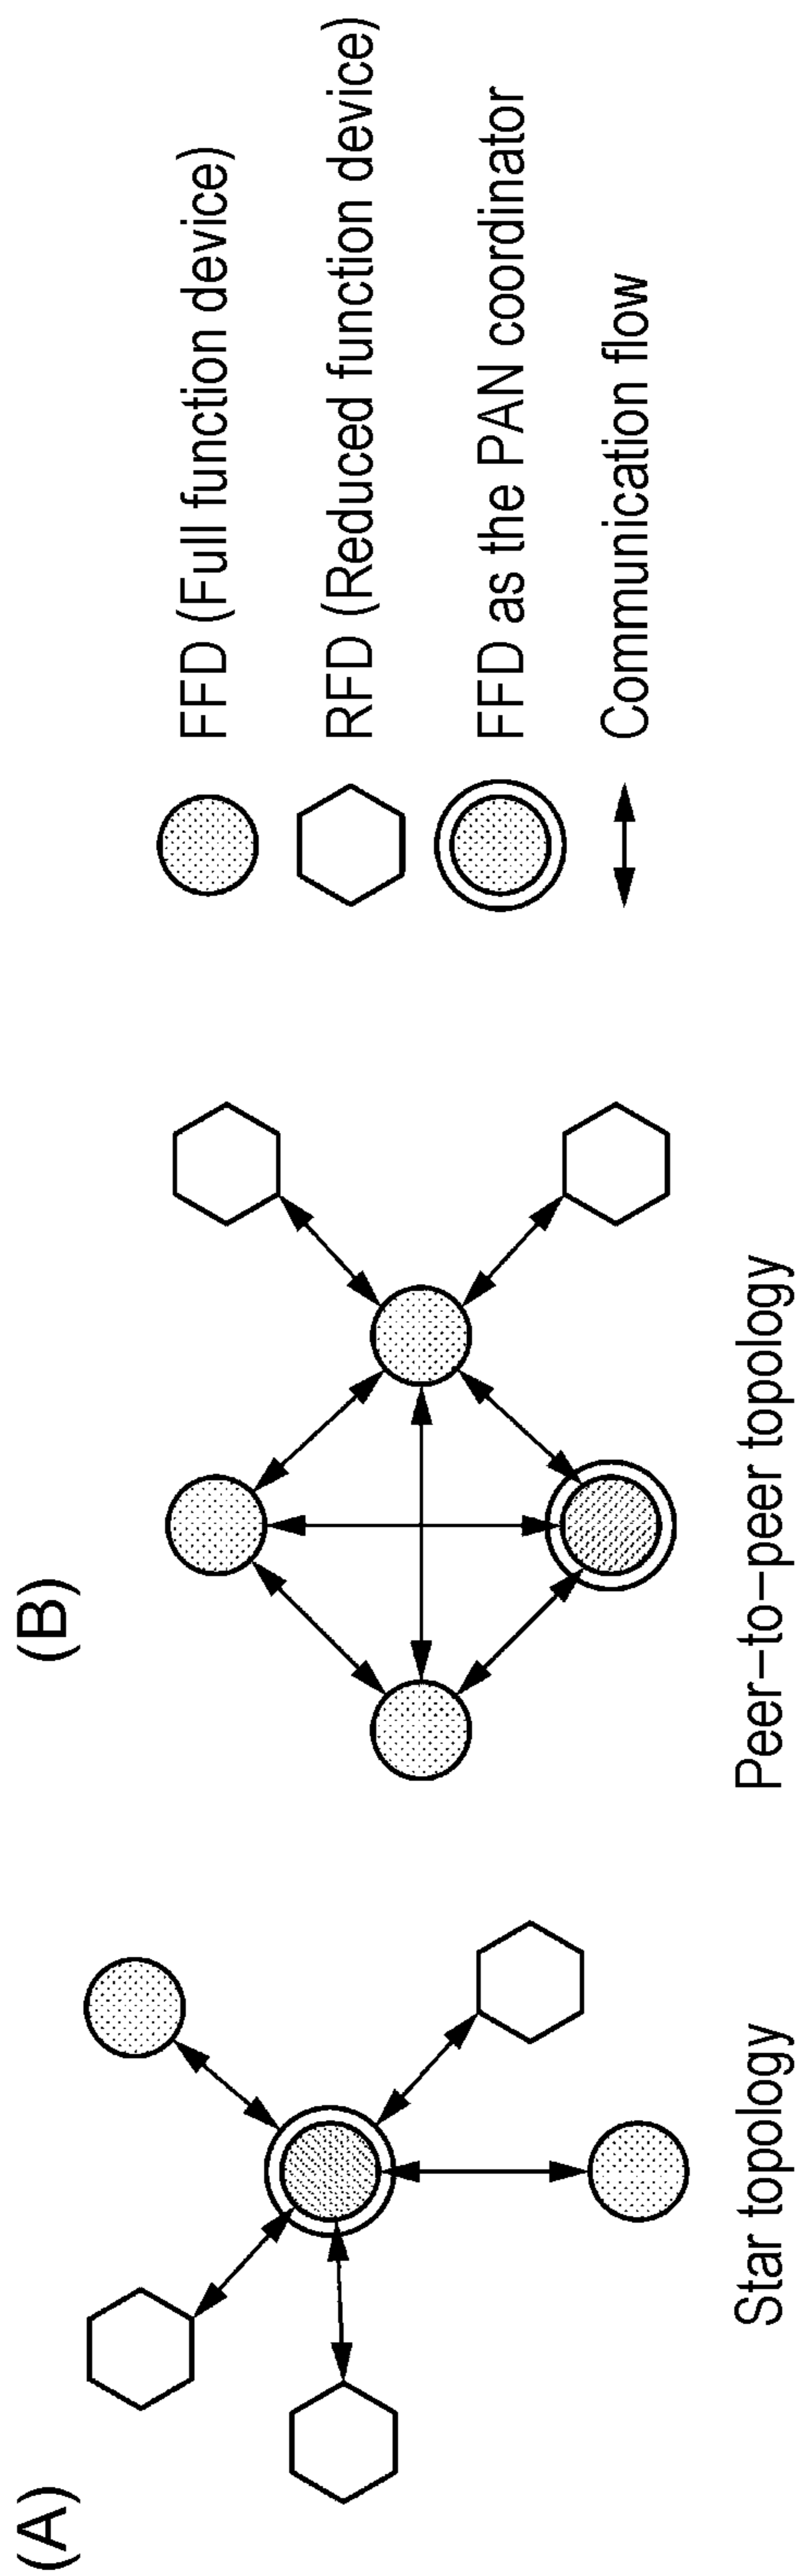 (A)
Star topology
(B)
Peer-to-peer topology
FFD (Full function device)
RFD (Reduced function device)
FFD as the PAN coordinator
Communication flow